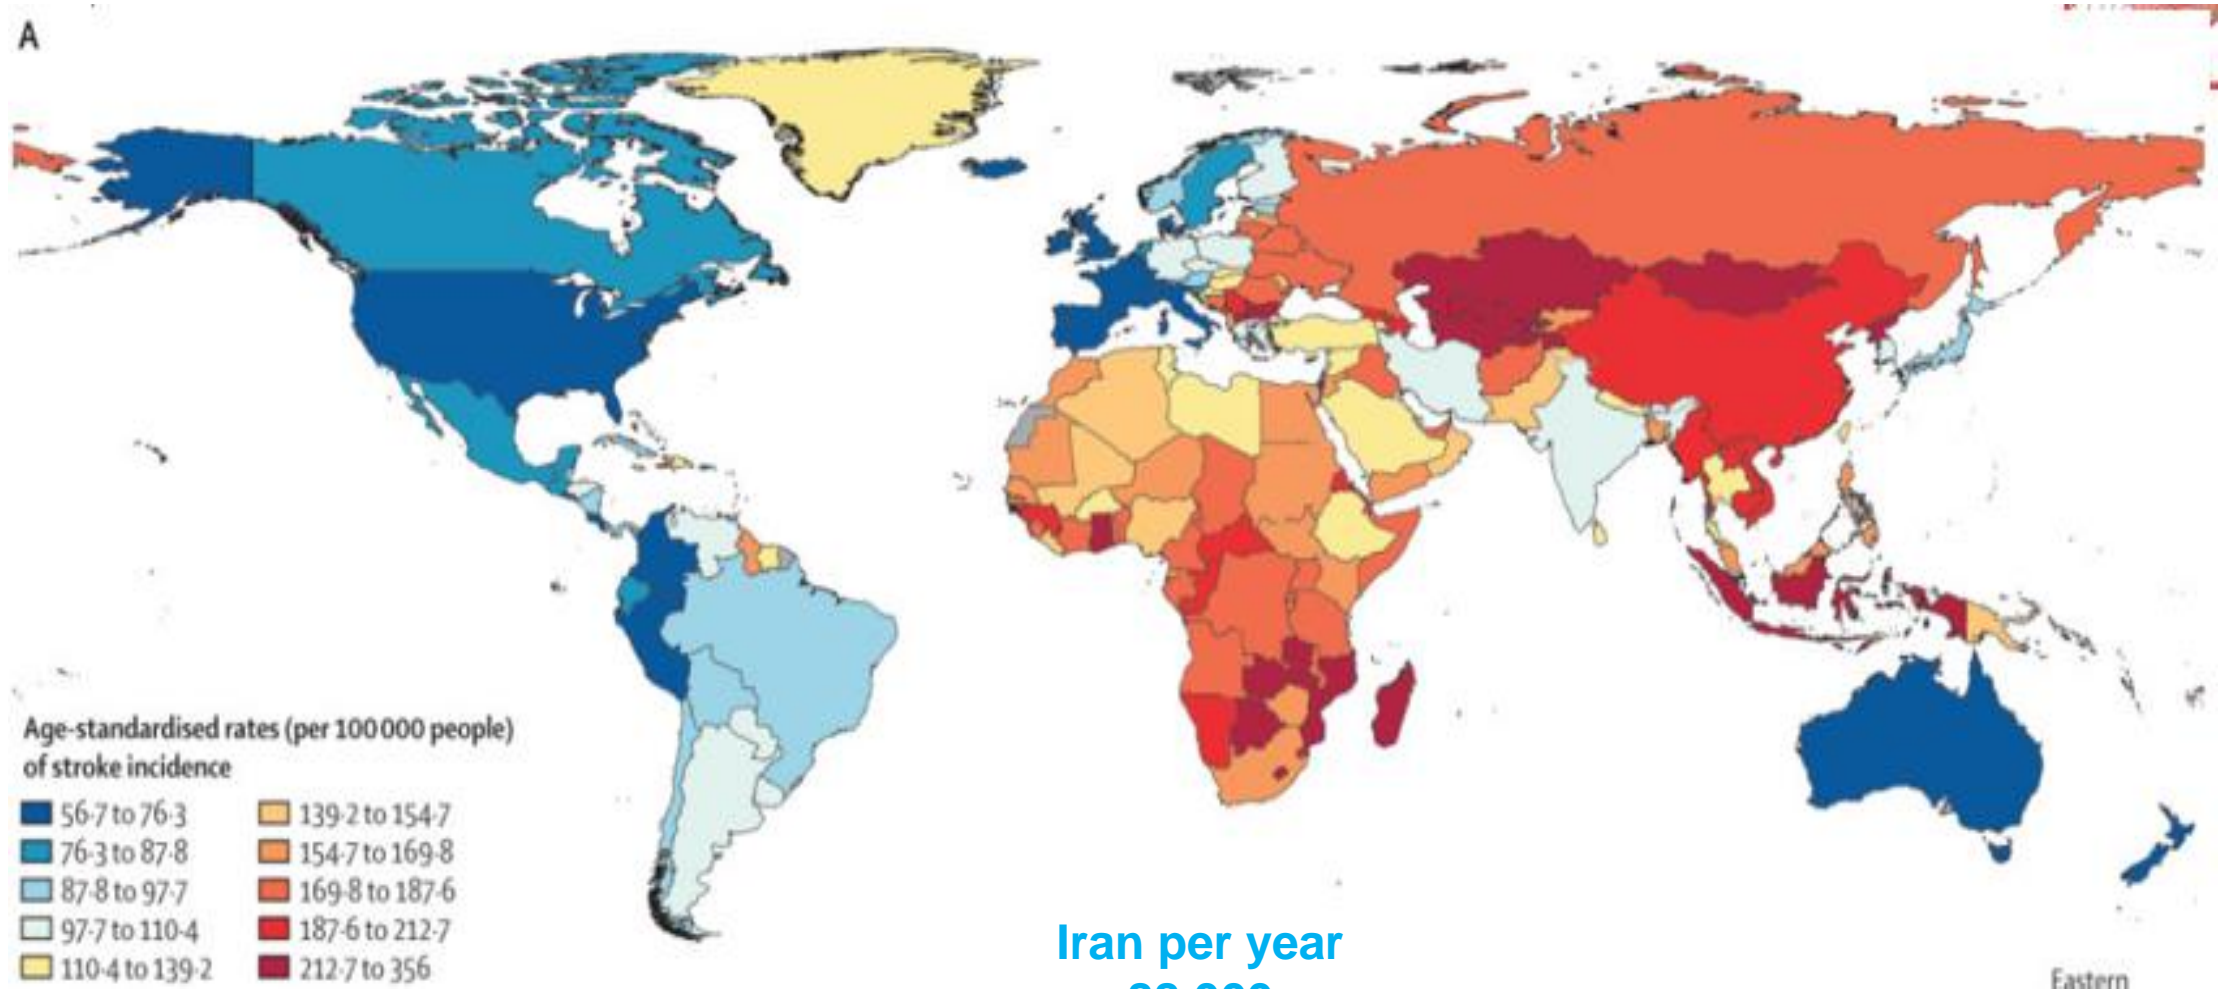 A
Age-standardised rates (per 100 000 people)
of stroke incidence
56·7 to 76·3
76·3 to 87·8
87·8 to 97·7
97·7 to 110·4
110·4 to 139·2
139·2 to 154·7
154·7 to 169·8
169·8 to 187·6
187·6 to 212·7
212·7 to 356
Iran per year
Eastern